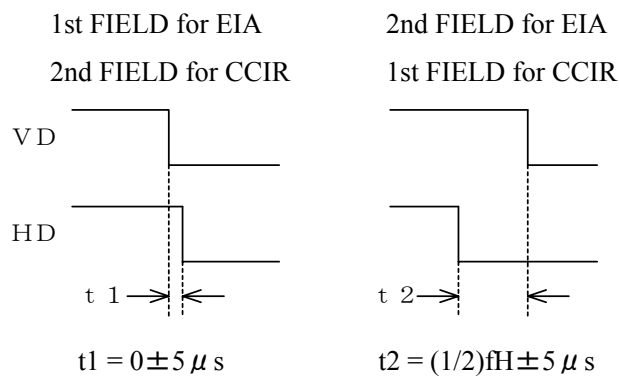 1st FIELD for EIA
2nd FIELD for CCIR
2nd FIELD for EIA
1st FIELD for CCIR
ＶＤ
ＨＤ
ｔ１
ｔ２
t1 = 0±5μs
t2 = (1/2)fH±5μs